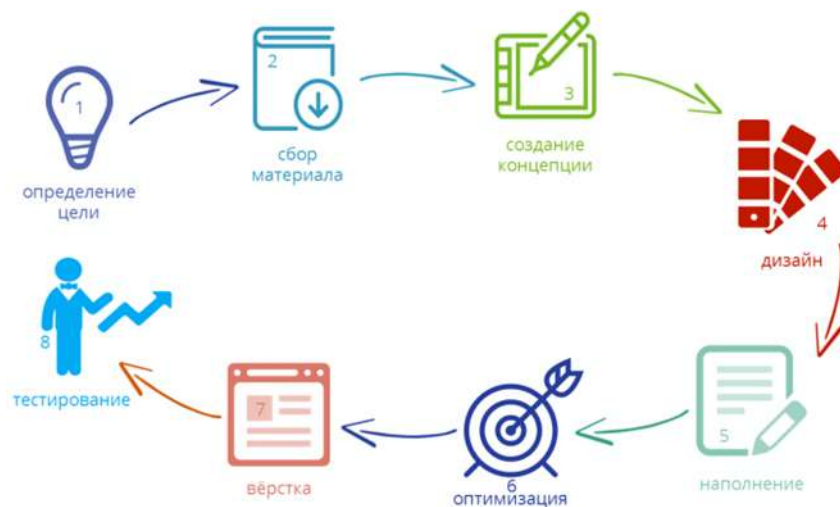 1
определение
цели
2
сбор
материала
3
создание
концепции
4
дизайн
5
наполнение
6
оптимизация
7
вёрстка
8
тестирование